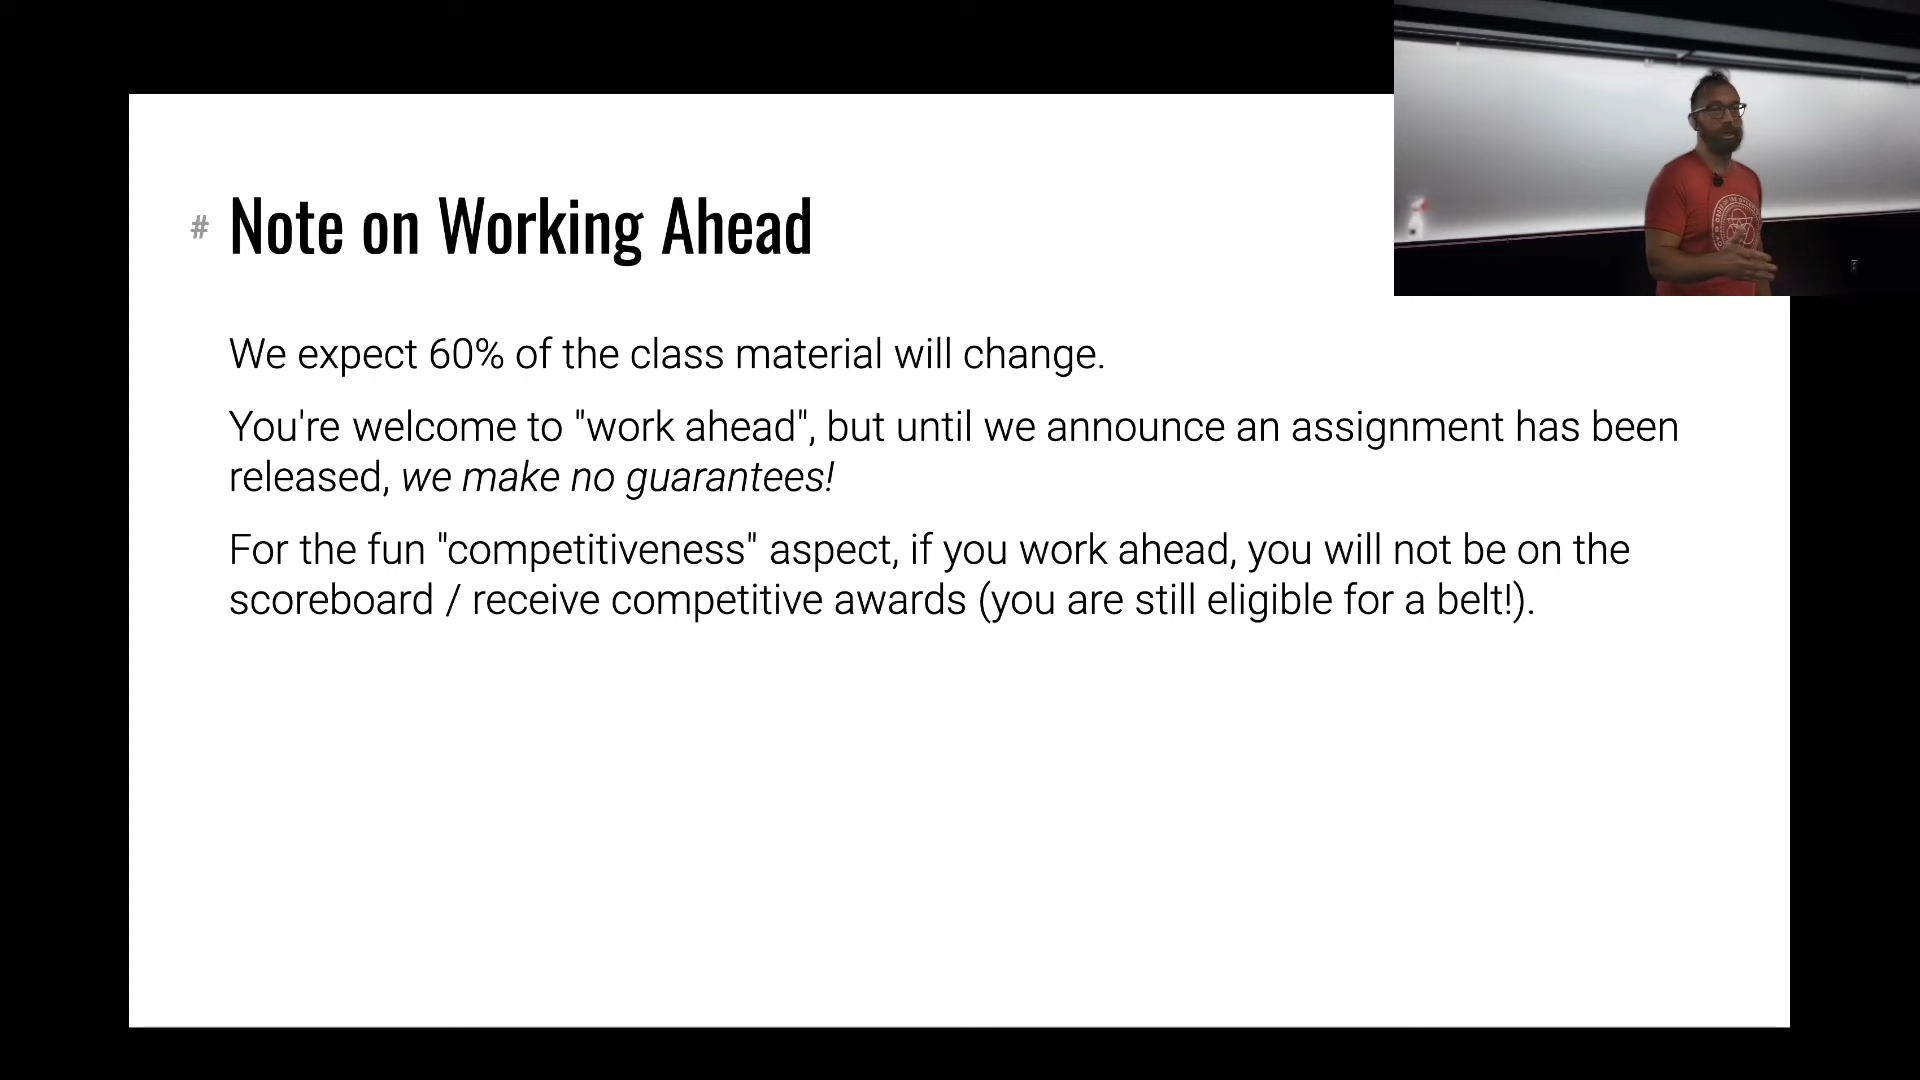 # Note on Working Ahead
We expect 60% of the class material will change.
You're welcome to "work ahead", but until we announce an assignment has been
released, we make no guarantees!
For the fun "competitiveness" aspect, if you work ahead, you will not be on the
scoreboard / receive competitive awards (you are still eligible for a belt!).